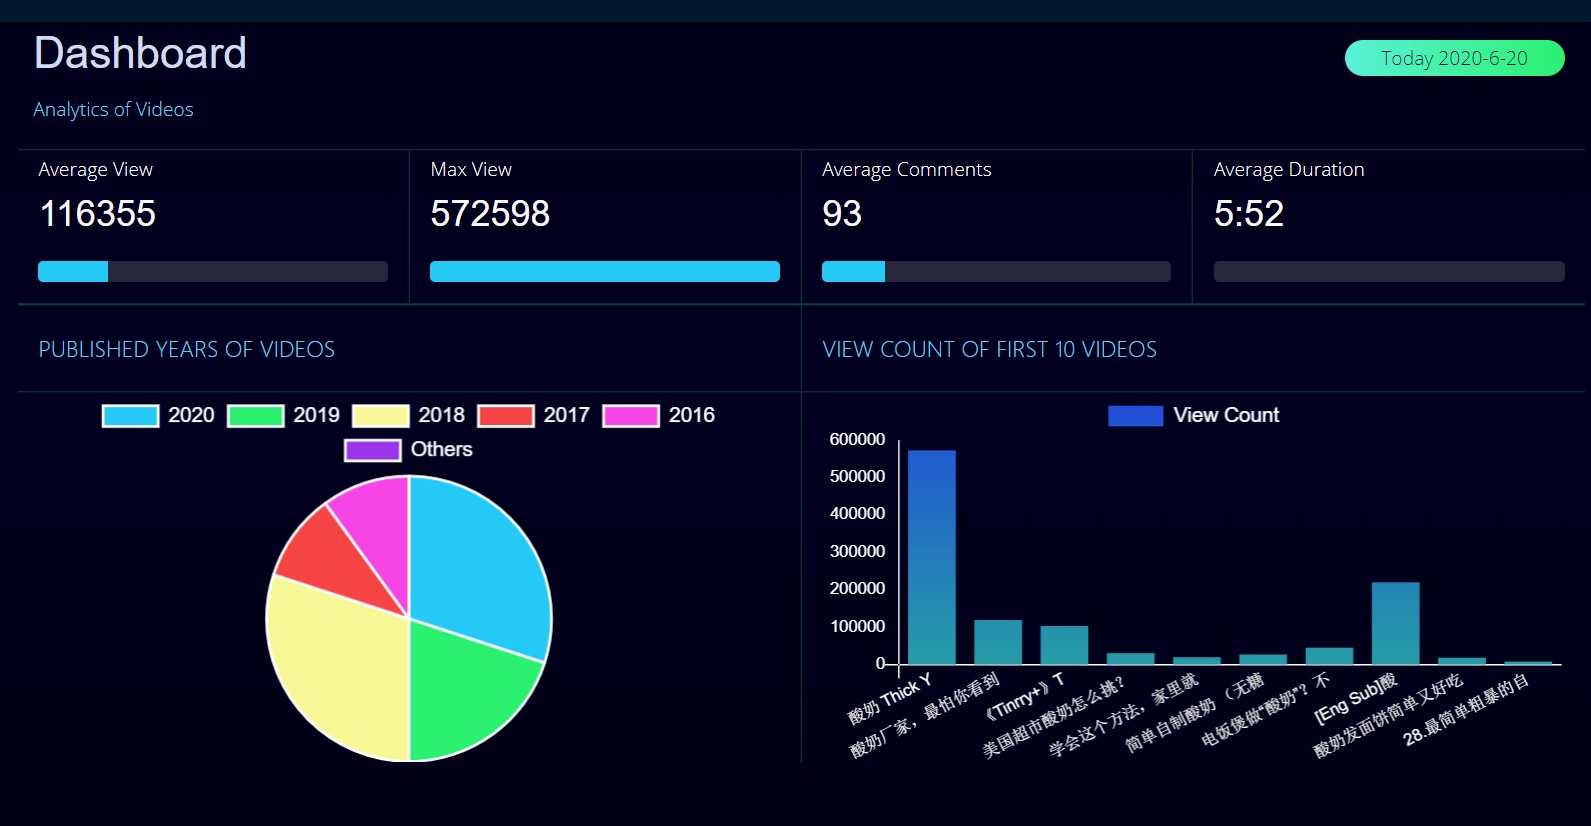 Dashboard
Today 2020-6-20
Analytics of Videos
Average View
116355
Max View
572598
Average Comments
93
Average Duration
5:52
PUBLISHED YEARS OF VIDEOS
2020 2019 2018 2017 2016
Others
VIEW COUNT OF FIRST 10 VIDEOS
View Count
600000
500000
400000
300000
200000
100000
0
酸奶 Thick Y
酸奶厂家，最怕你看到
《Tinrry+》T
美国超市酸奶怎么挑？
学会这个方法，家里就
简单自制酸奶 （无糖
电饭煲做“酸奶”？不
[Eng Sub]酸
酸奶发面饼简单又好吃
28.最简单粗暴的自